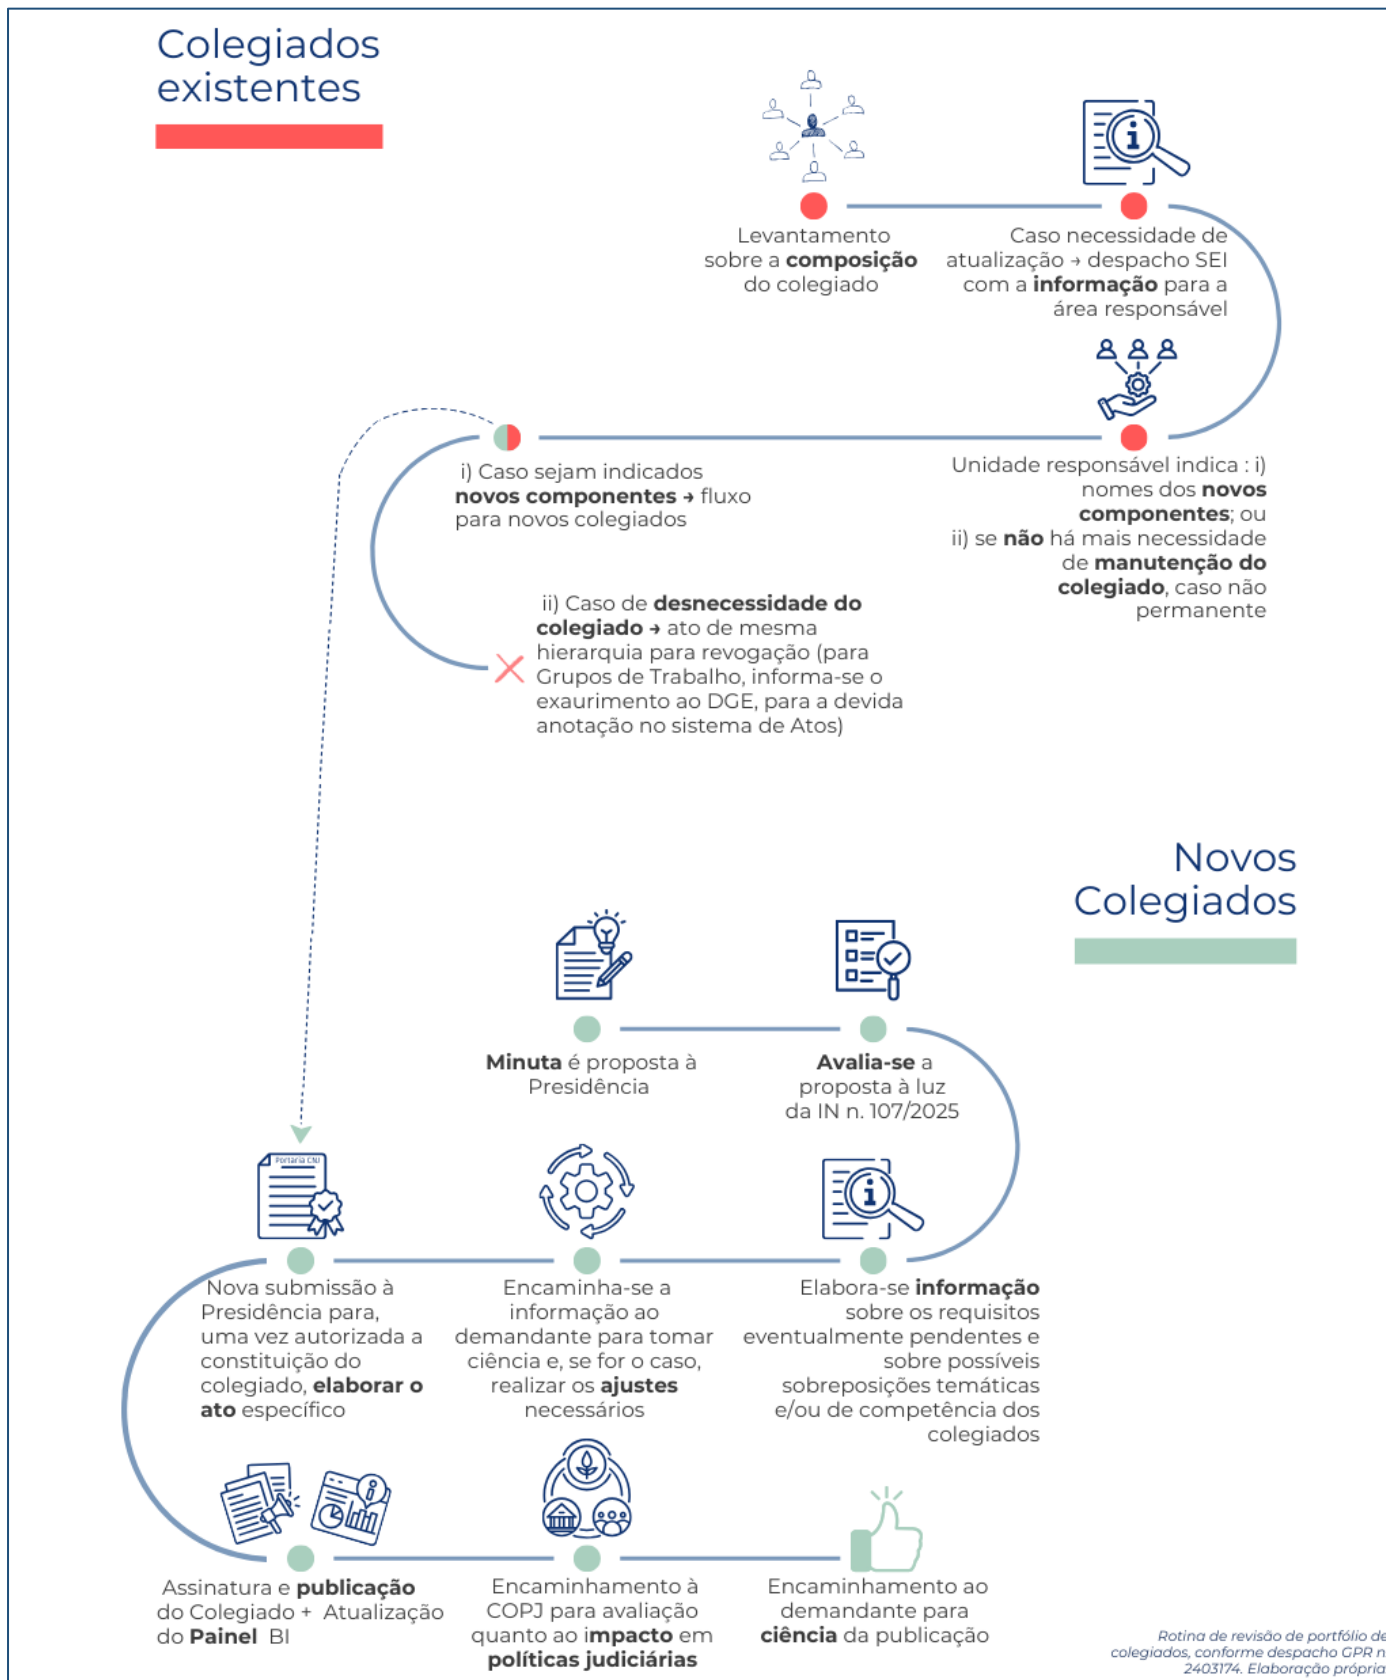 Colegiados
existentes
Levantamento
sobre a composição
do colegiado
Caso necessidade de
atualização → despacho SEI
com a informação para a
área responsável
Unidade responsável indica : i)
nomes dos novos
componentes; ou
ii) se não há mais necessidade
de manutenção do
colegiado, caso não
permanente
i) Caso sejam indicados
novos componentes → fluxo
para novos colegiados
ii) Caso de desnecessidade do
colegiado → ato de mesma
hierarquia para revogação (para
Grupos de Trabalho, informa-se o
exaurimento ao DGE, para a devida
anotação no sistema de Atos)
Novos
Colegiados
Minuta é proposta à
Presidência
Avalia-se a
proposta à luz
da IN n. 107/2025
Elabora-se informação
sobre os requisitos
eventualmente pendentes e
sobre possíveis
sobreposições temáticas
e/ou de competência dos
colegiados
Encaminha-se a
informação ao
demandante para tomar
ciência e, se for o caso,
realizar os ajustes
necessários
Portaria CNJ
Nova submissão à
Presidência para,
uma vez autorizada a
constituição do
colegiado, elaborar o
ato específico
Assinatura e publicação
do Colegiado + Atualização
do Painel BI
Encaminhamento à
COPJ para avaliação
quanto ao impacto em
políticas judiciárias
Encaminhamento ao
demandante para
ciência da publicação
Rotina de revisão de portfólio de
colegiados, conforme despacho GPR n
2403174. Elaboração própria